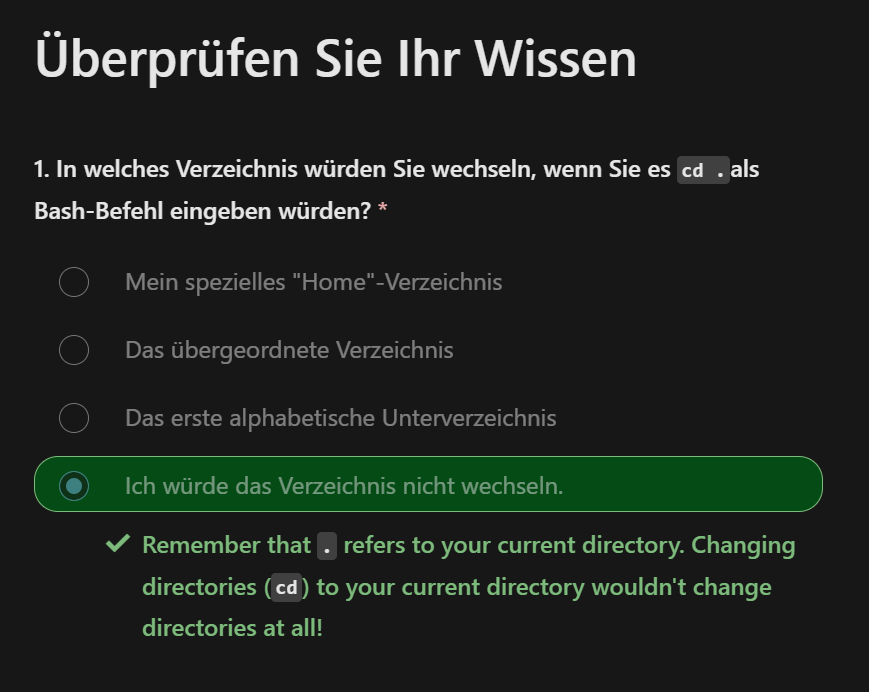 Überprüfen Sie Ihr Wissen
1. In welches Verzeichnis würden Sie wechseln, wenn Sie es cd . als
Bash-Befehl eingeben würden? *
Mein spezielles "Home"-Verzeichnis
Das übergeordnete Verzeichnis
Das erste alphabetische Unterverzeichnis
Ich würde das Verzeichnis nicht wechseln.
Remember that . refers to your current directory. Changing
directories (cd) to your current directory wouldn't change
directories at all!